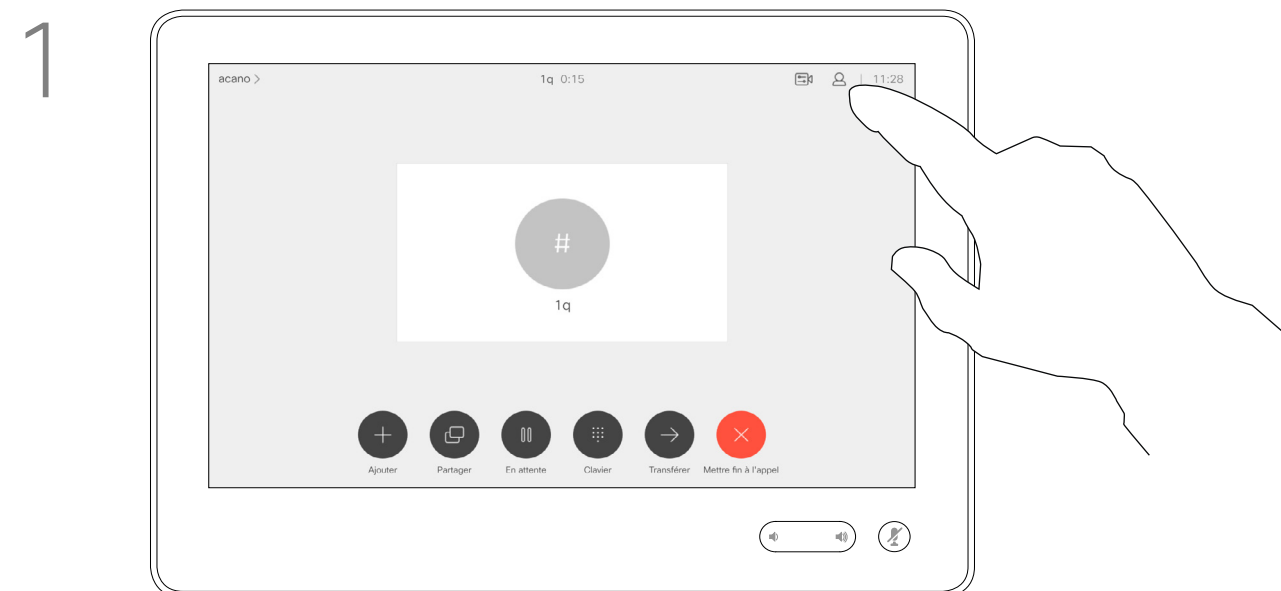 1
acano > 1q 0:15 11:28
#
1q
Ajouter Partager En attente Clavier Transférer Mettre fin à l'appel